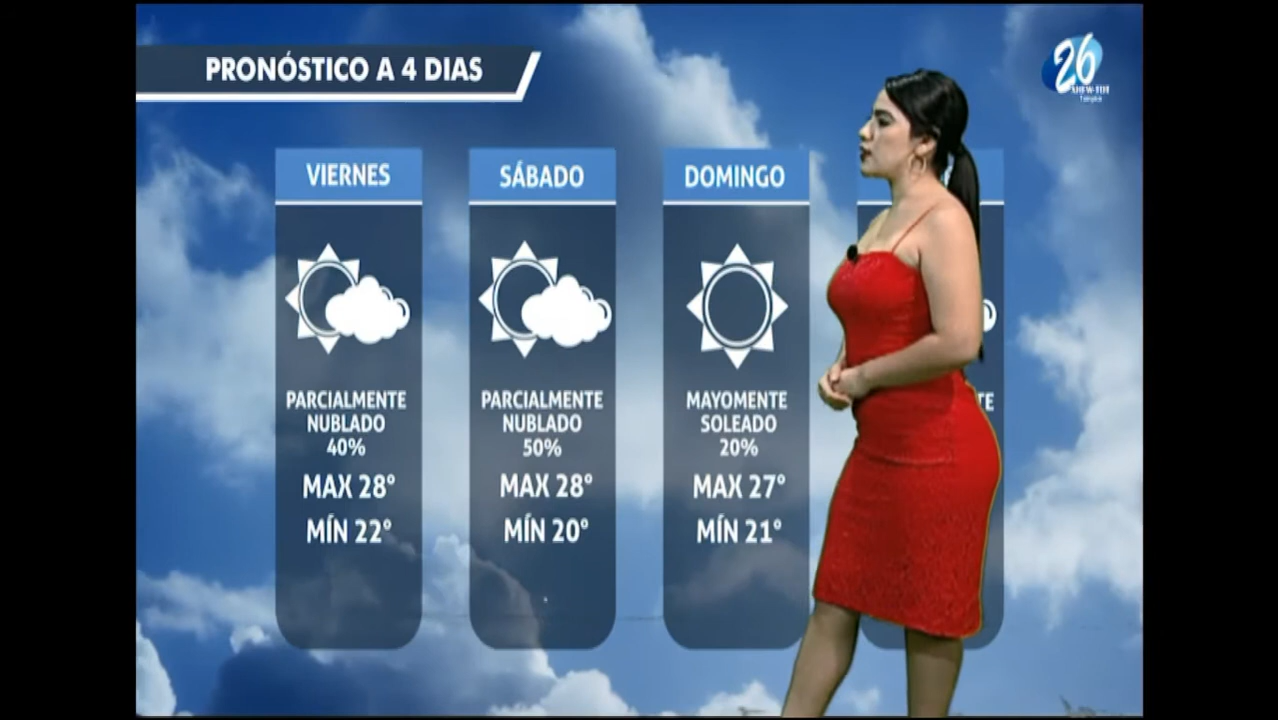 PRONÓSTICO A 4 DIAS
26
VIERNES
PARCIALMENTE
NUBLADO
40%
MAX 28°
MÍN 22°
SÁBADO
PARCIALMENTE
NUBLADO
50%
MAX 28°
MÍN 20°
DOMINGO
MAYOMENTE
SOLEADO
20%
MAX 27°
MÍN 21°
TE